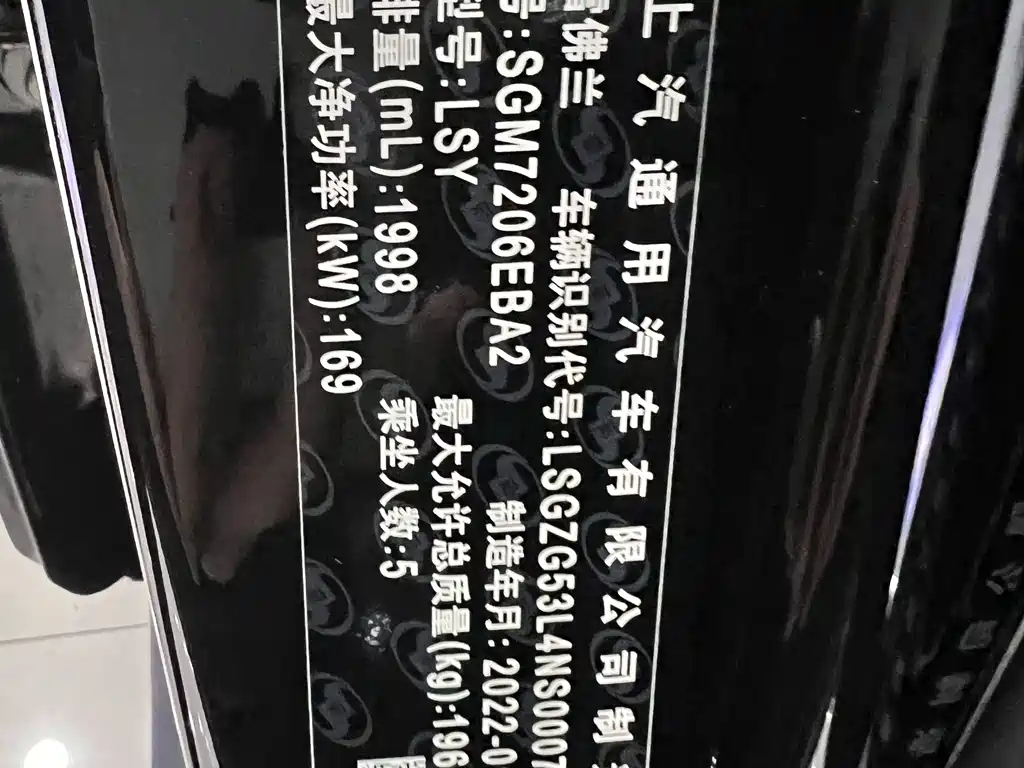 上汽通用汽车有限公司制
佛兰 车辆识别代号:LSGZG53L4NS0007
号:SGM7206EBA2 制造年月:2022-0
型号:LSY 最大允许总质量(kg):196
排量(mL):1998 乘坐人数:5
最大净功率(kW):169